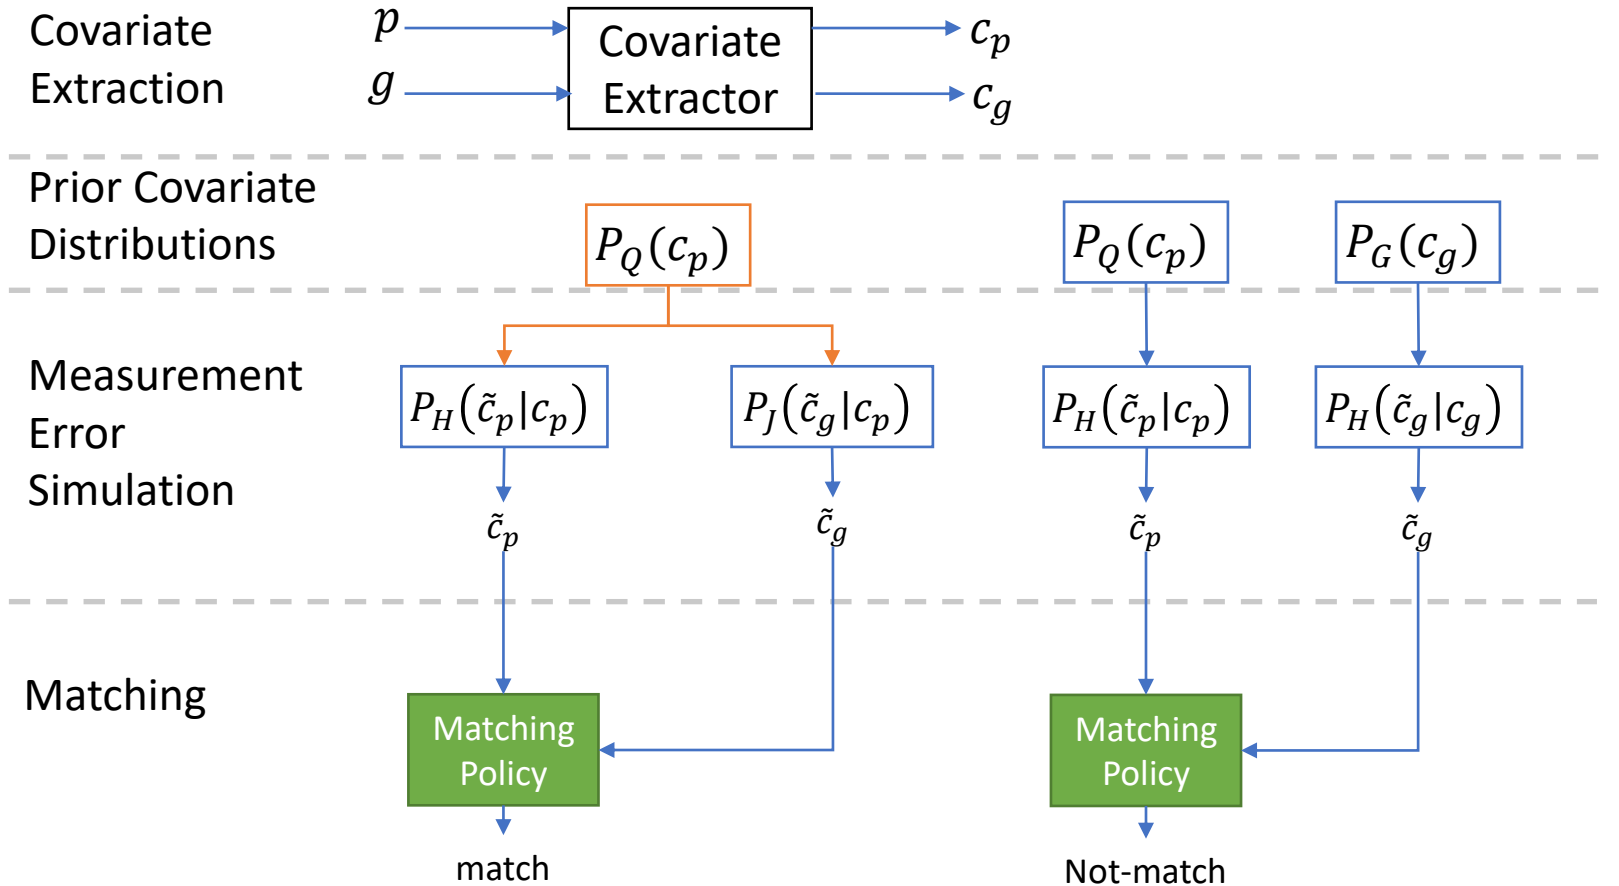 Covariate
Extraction
p
g
Covariate
Extractor
c_p
c_g
Prior Covariate
Distributions
P_Q(c_p)
P_Q(c_p)
P_G(c_g)
Measurement
Error
Simulation
P_H(c̃_p|c_p)
P_J(c̃_g|c_p)
P_H(c̃_p|c_p)
P_H(c̃_g|c_g)
c̃_p
c̃_g
c̃_p
c̃_g
Matching
Matching
Policy
Matching
Policy
match
Not-match